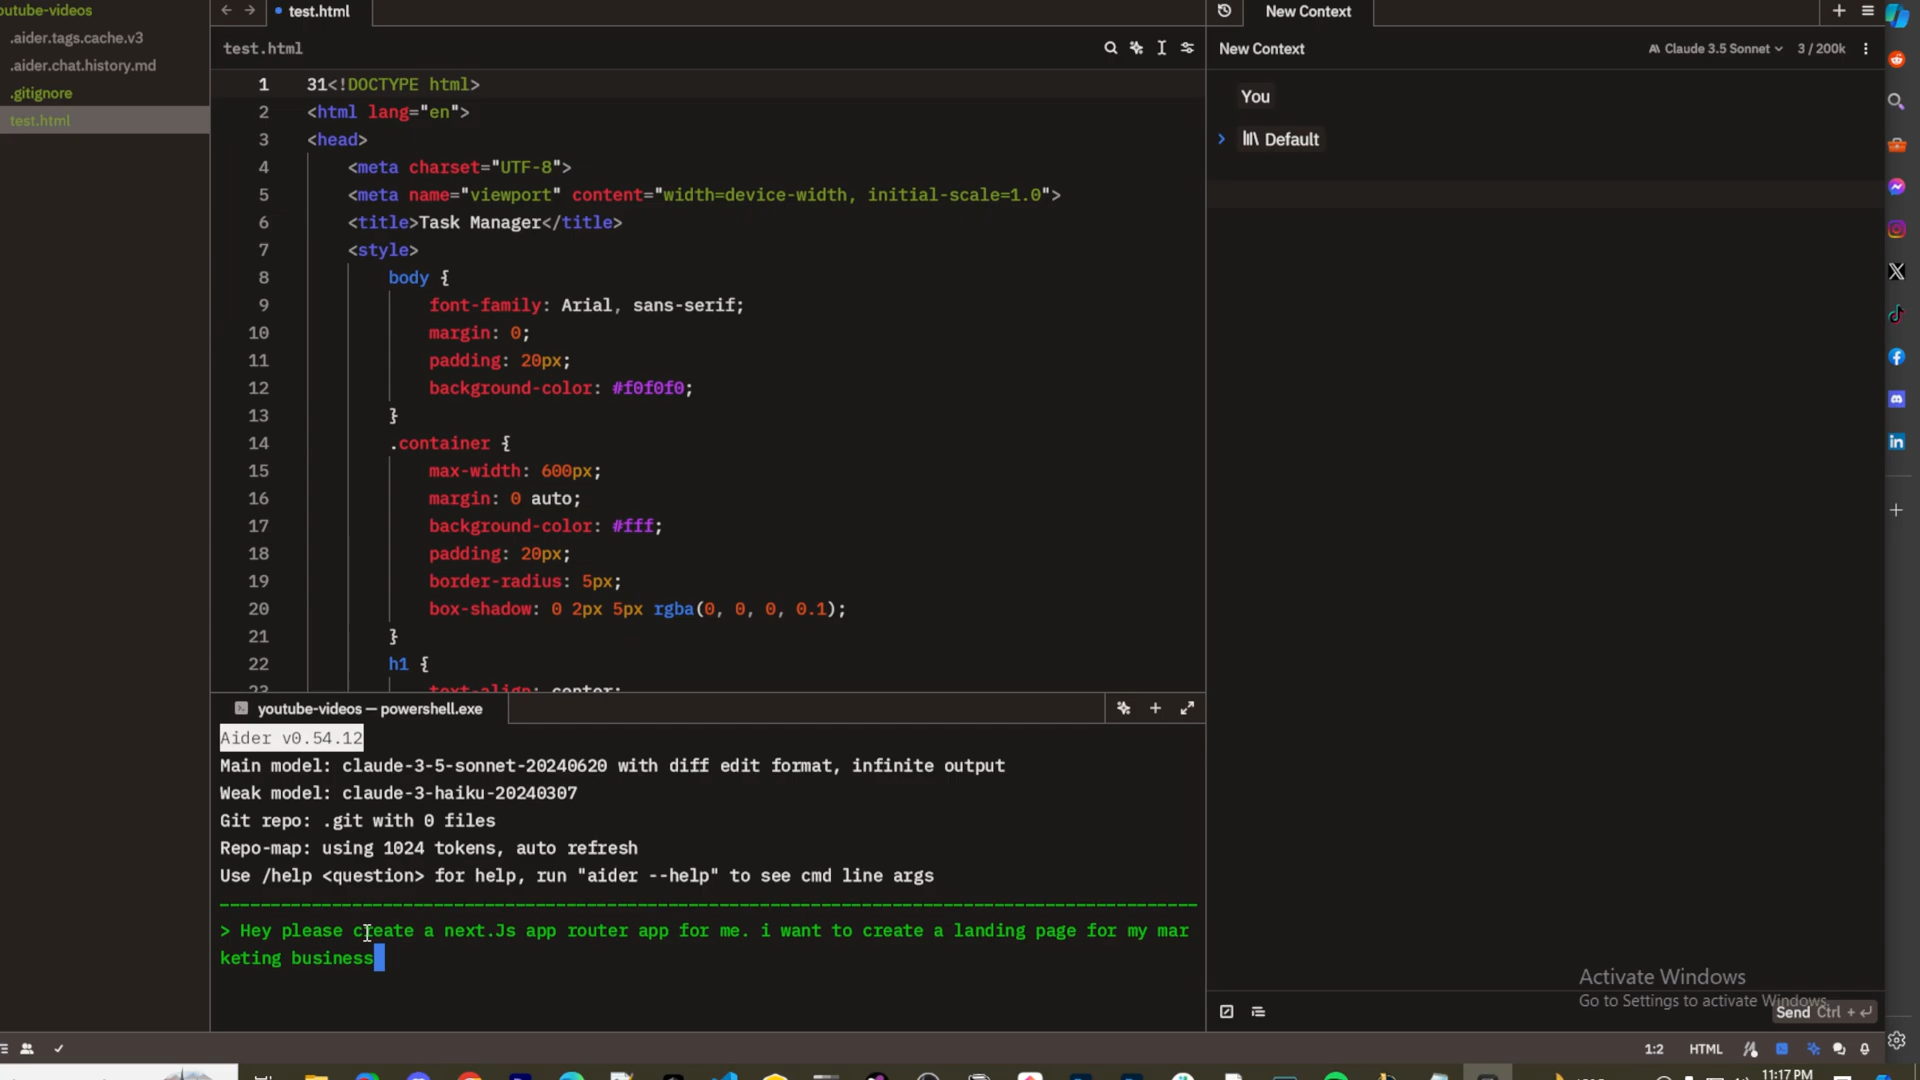 outube-videos
.aider.tags.cache.v3
.aider.chat.history.md
.gitignore
test.html
test.html
test.html
1 31<!DOCTYPE html>
2 <html lang="en">
3 <head>
4 <meta charset="UTF-8">
5 <meta name="viewport" content="width=device-width, initial-scale=1.0">
6 <title>Task Manager</title>
7 <style>
8 body {
9 font-family: Arial, sans-serif;
10 margin: 0;
11 padding: 20px;
12 background-color: #f0f0f0;
13 }
14 .container {
15 max-width: 600px;
16 margin: 0 auto;
17 background-color: #fff;
18 padding: 20px;
19 border-radius: 5px;
20 box-shadow: 0 2px 5px rgba(0, 0, 0, 0.1);
21 }
22 h1 {
23 text-align: center;
youtube-videos — powershell.exe
Aider v0.54.12
Main model: claude-3-5-sonnet-20240620 with diff edit format, infinite output
Weak model: claude-3-haiku-20240307
Git repo: .git with 0 files
Repo-map: using 1024 tokens, auto refresh
Use /help <question> for help, run "aider --help" to see cmd line args
> Hey please create a next.Js app router app for me. i want to create a landing page for my mar
keting business
New Context
New Context
Claude 3.5 Sonnet
3 / 200k
You
Default
Activate Windows
Go to Settings to activate Windows.
Send Ctrl + ↵
1:2
HTML
11:17 PM